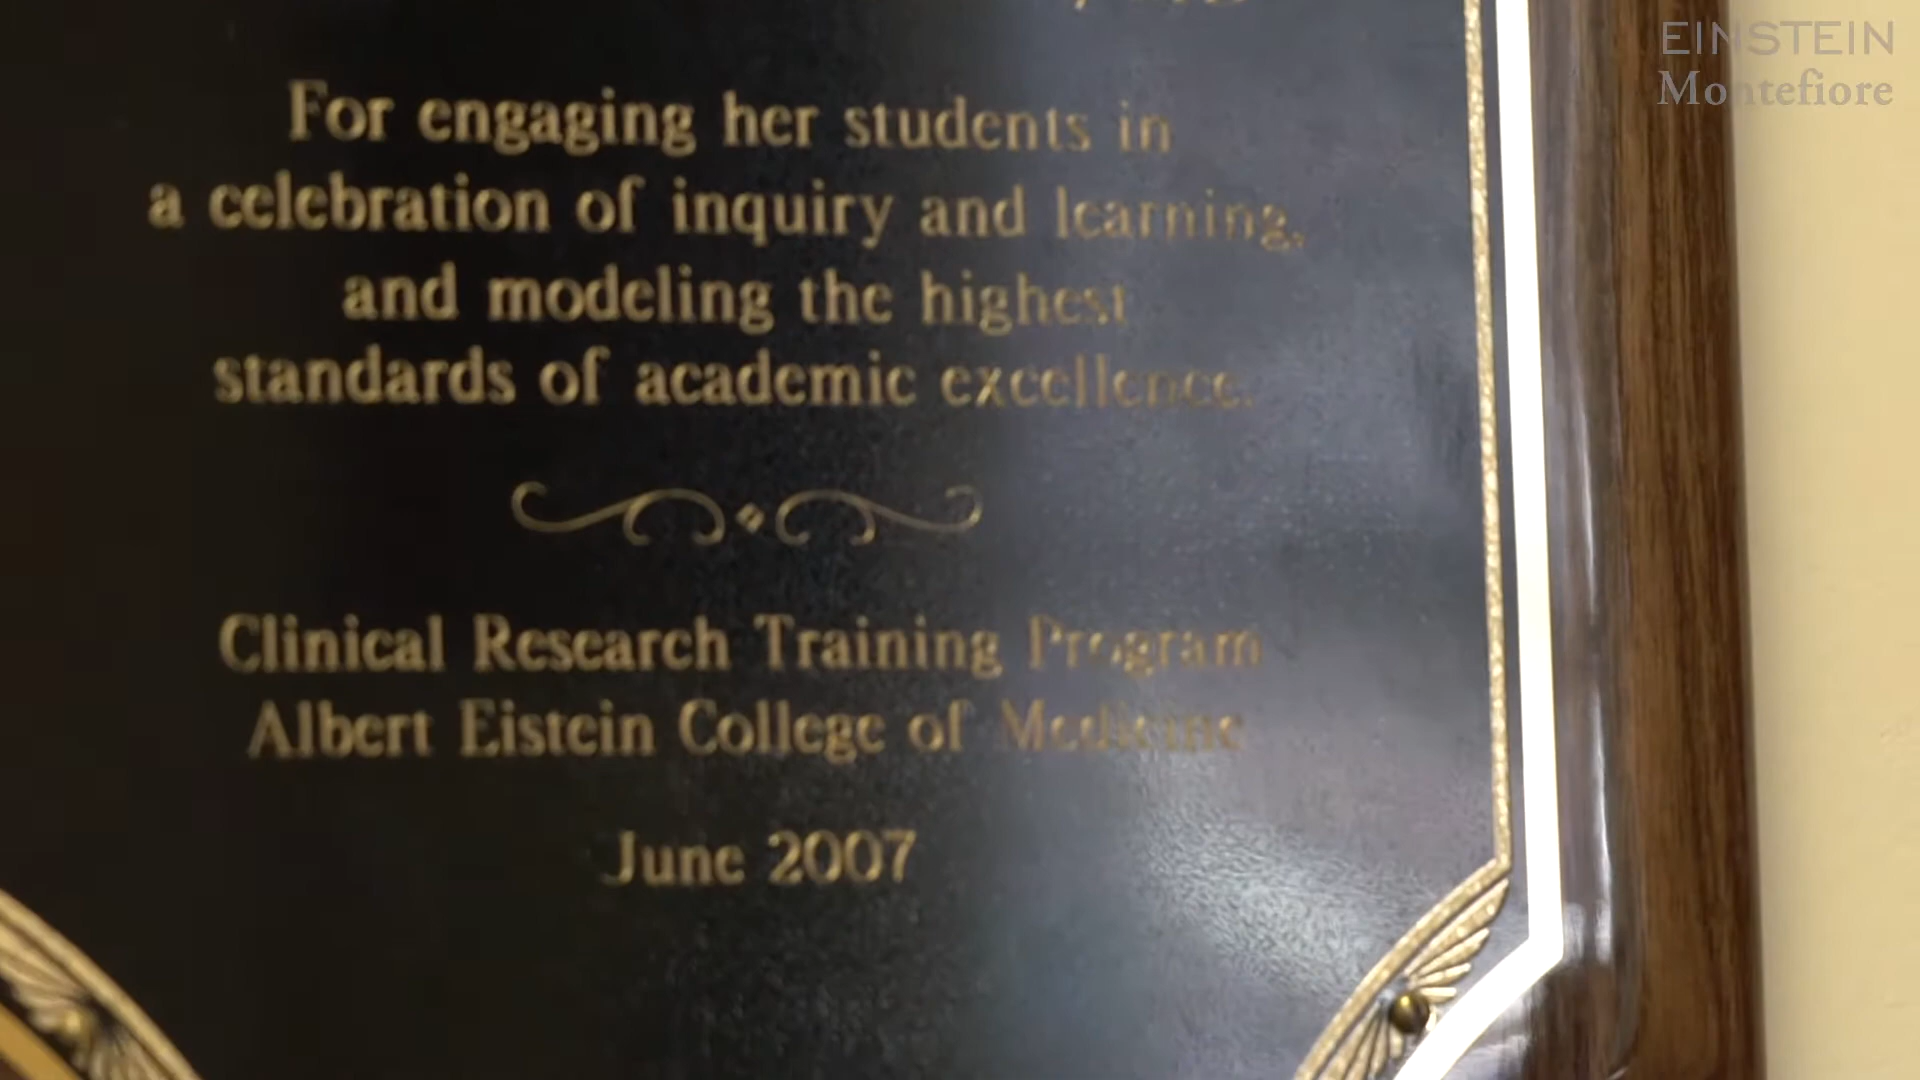 EINSTEIN
Montefiore
For engaging her students in
a celebration of inquiry and learning,
and modeling the highest
standards of academic excellence.
Clinical Research Training Program
Albert Eistein College of Medicine
June 2007